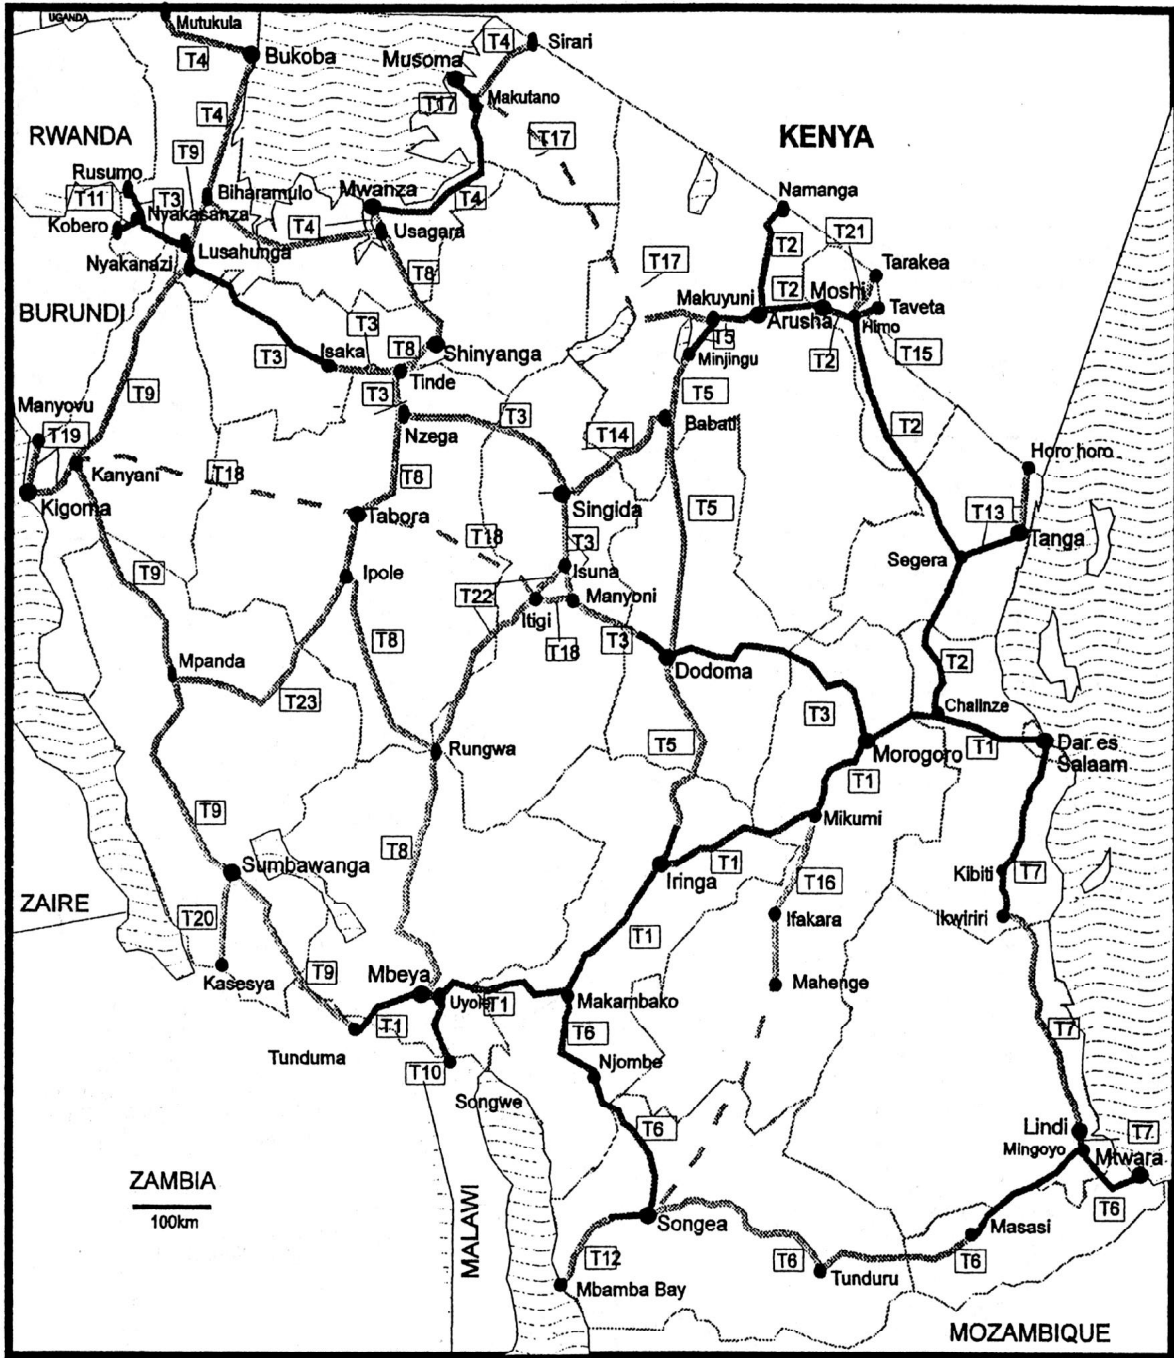 UGANDA
Mutukula
T4
Bukoba
T4
Sirari
Musoma
T17
Makutano
T4
T17
KENYA
RWANDA
Rusumo
T11
T3
T9
Biharamulo
Mwanza
T4
Namanga
Kobero
Nyakasanza
T4
Usagara
Nyakanazi
Lusahunga
T8
T17
T2
T21
Tarakea
BURUNDI
Makuyuni
T2
Moshi
Taveta
Arusha
Himo
T3
T5
Minjingu
T2
T15
T3
Isaka
T8
Shinyanga
Tinde
T9
T3
T3
T5
Manyovu
T19
Nzega
T14
Babati
T2
Kanyani
T18
T8
Horo horo
Kigoma
Singida
T5
T13
Tabora
T18
T3
Tanga
T9
Ipole
Isuna
Segera
T22
Itigi
Manyoni
T8
T18
T3
Mpanda
Dodoma
T2
T23
T3
Chalinze
T5
Rungwa
Morogoro
T1
Dar es
Salaam
T1
T9
Mikumi
T8
Sumbawanga
Iringa
T1
Kibiti
T7
T16
ZAIRE
T20
Ifakara
Ikwiriri
T1
Kasesya
T9
Mbeya
Mahenge
Uyole
T1
Makambako
T1
T6
T7
Tunduma
T10
Njombe
Songwe
T6
Lindi
T7
Mingoyo
Mtwara
ZAMBIA
100km
MALAWI
Songea
T6
T12
Masasi
T6
T6
Mbamba Bay
Tunduru
MOZAMBIQUE